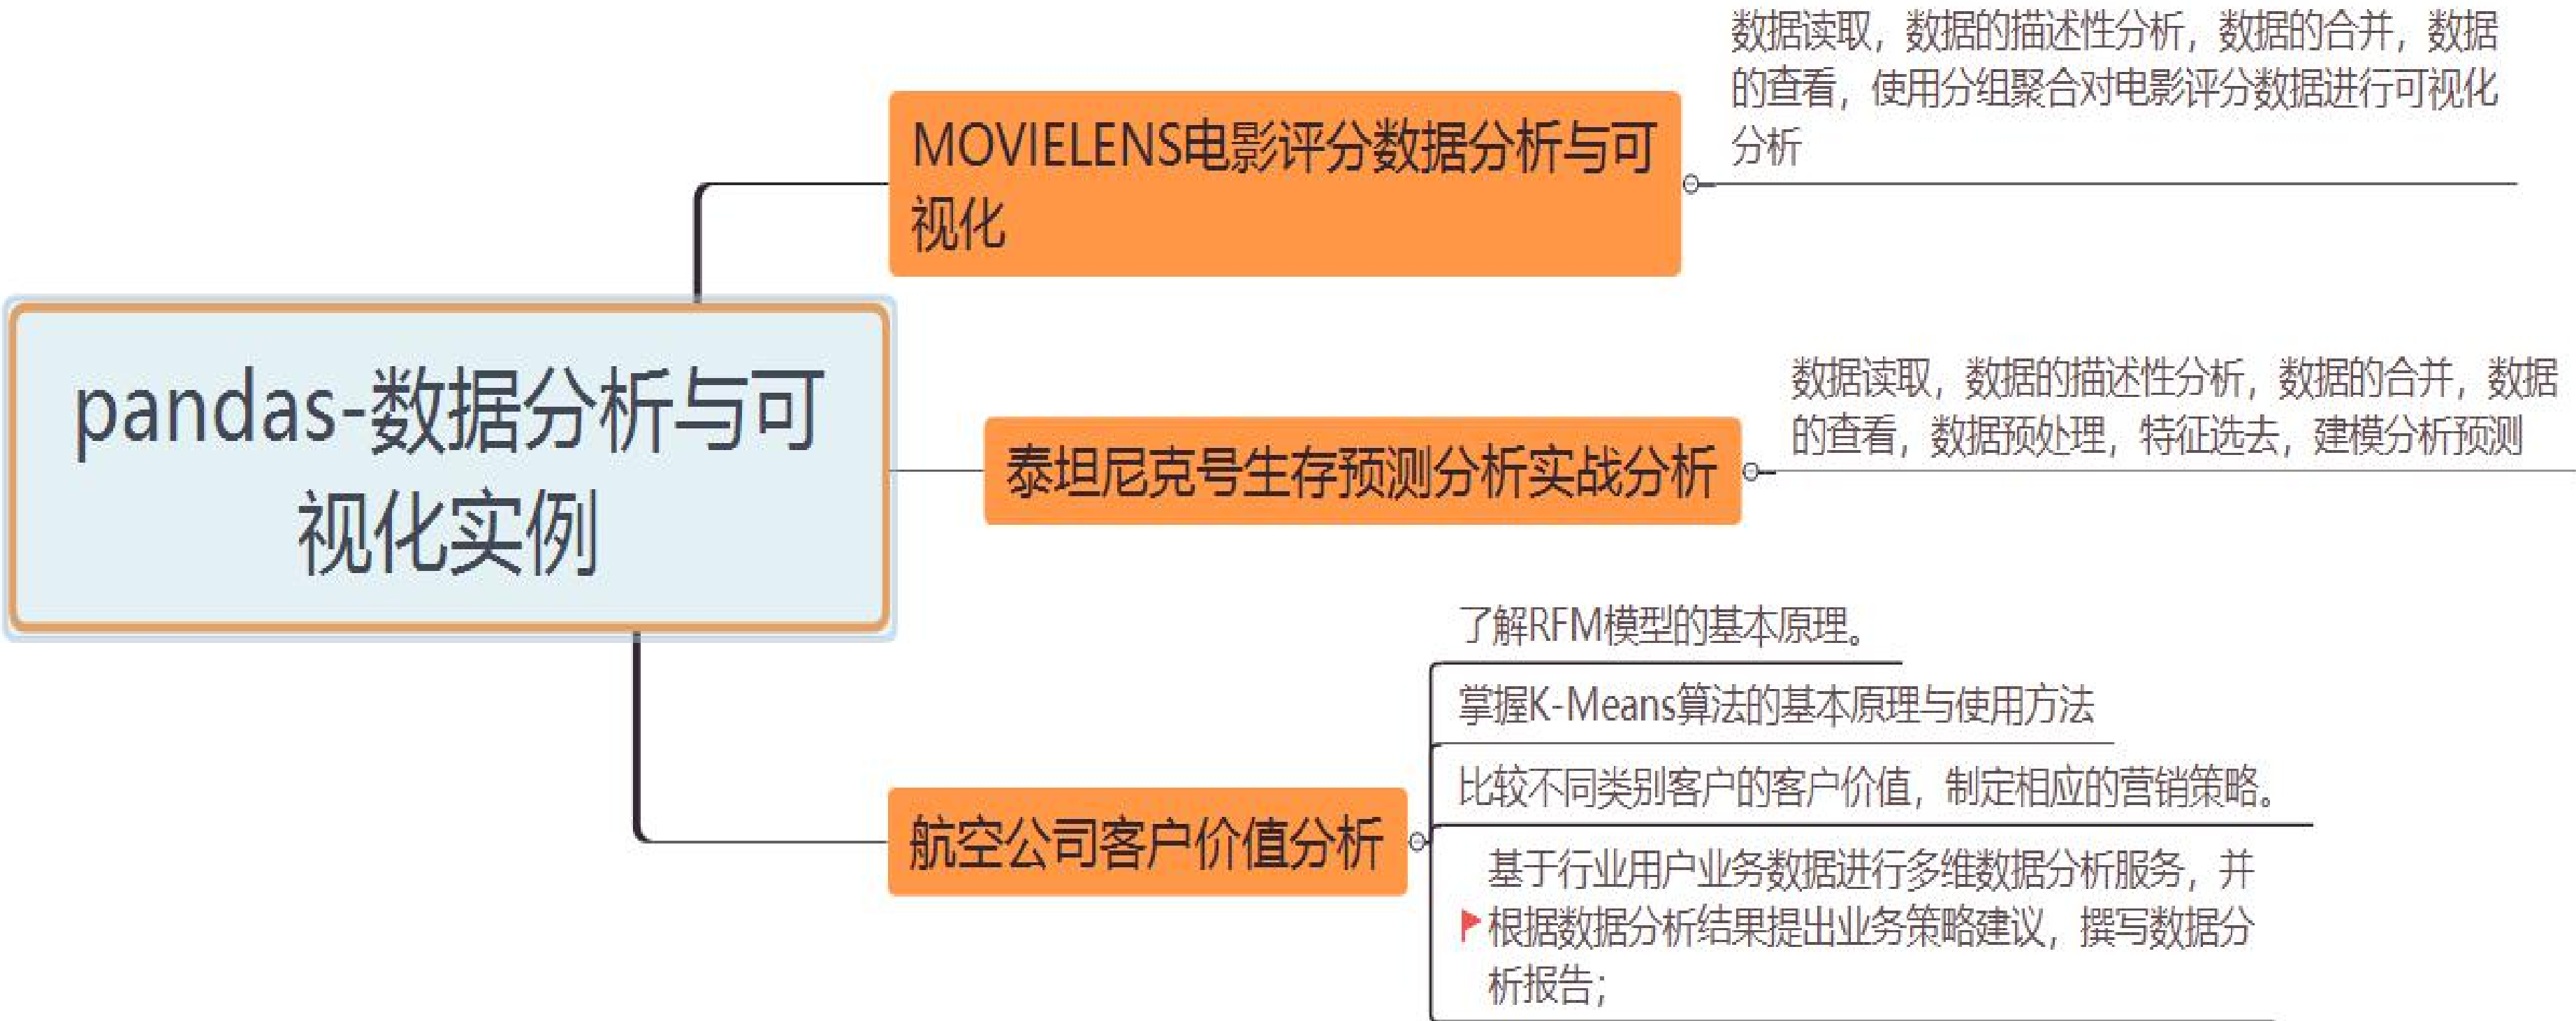 pandas-数据分析与可
视化实例
MOVIELENS电影评分数据分析与可
视化
数据读取，数据的描述性分析，数据的合并，数据
的查看，使用分组聚合对电影评分数据进行可视化
分析
泰坦尼克号生存预测分析实战分析
数据读取，数据的描述性分析，数据的合并，数据
的查看，数据预处理，特征选去，建模分析预测
航空公司客户价值分析
了解RFM模型的基本原理。
掌握K-Means算法的基本原理与使用方法
比较不同类别客户的客户价值，制定相应的营销策略。
基于行业用户业务数据进行多维数据分析服务，并
根据数据分析结果提出业务策略建议，撰写数据分
析报告；